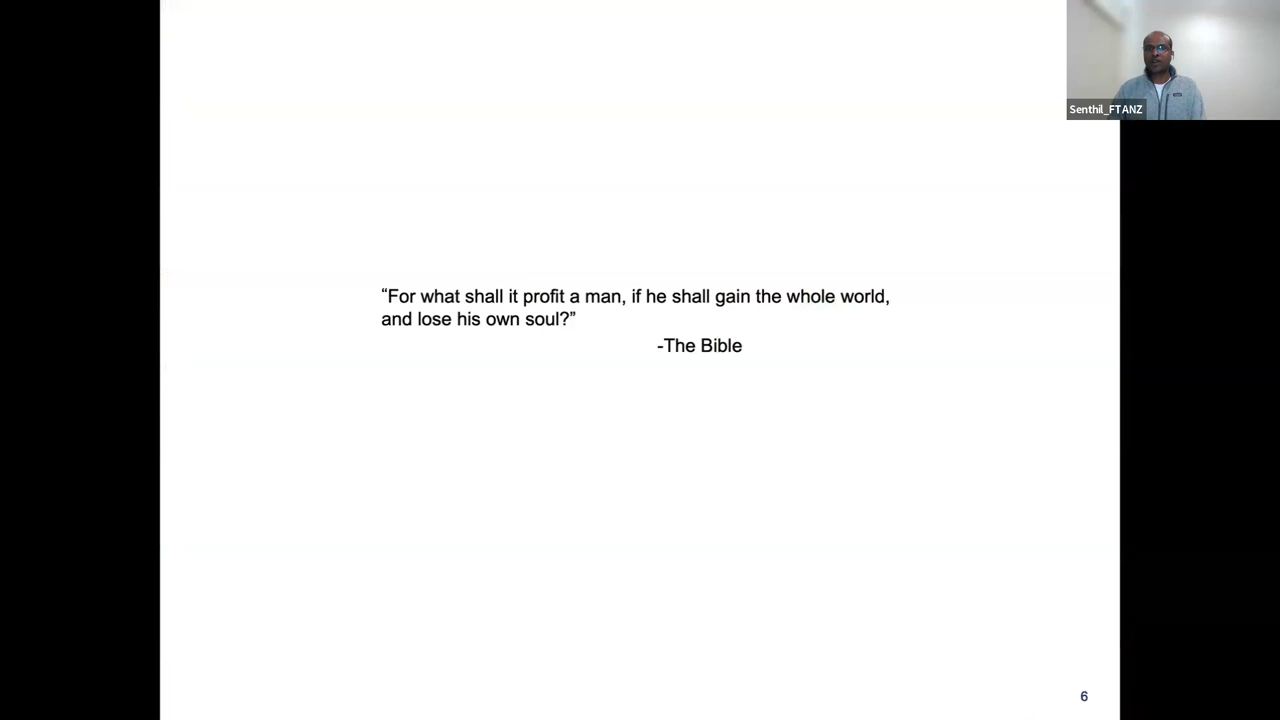 Senthil_FTANZ
“For what shall it profit a man, if he shall gain the whole world,
and lose his own soul?”
-The Bible
6